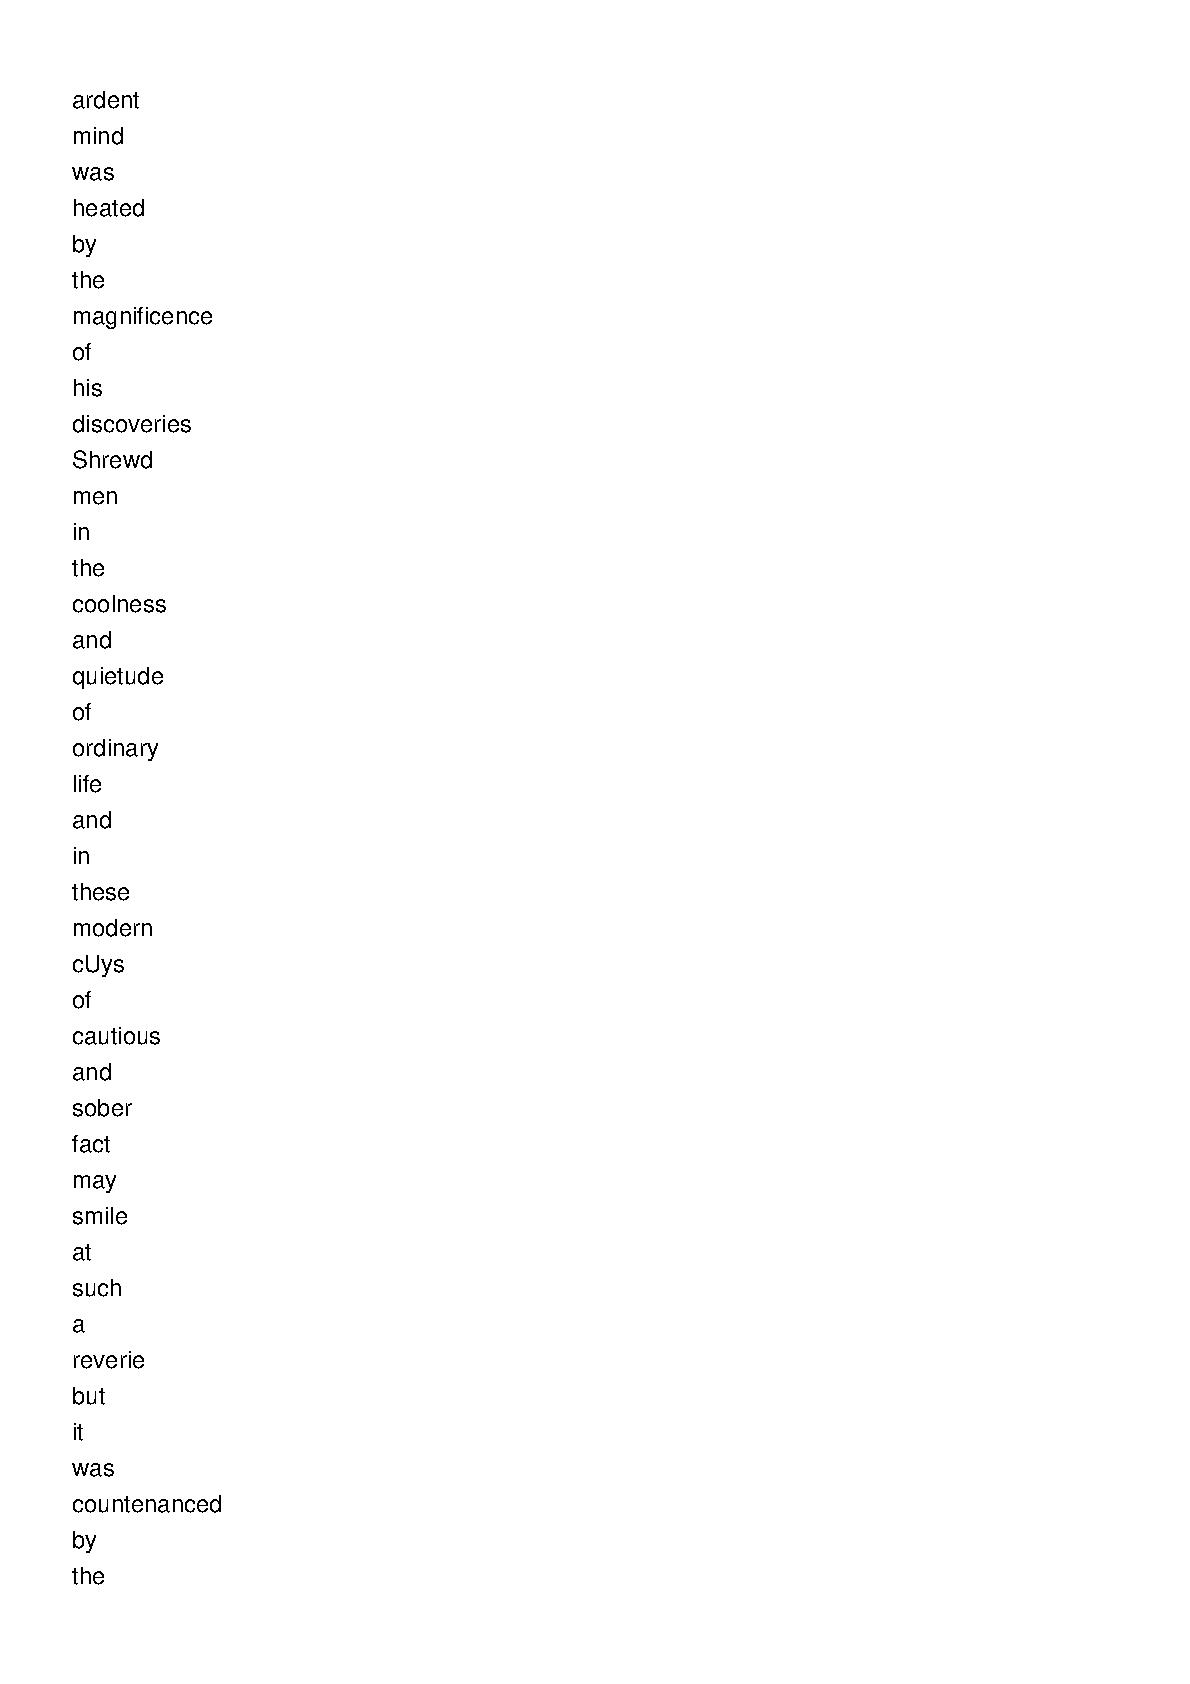 ardent
mind
was
heated
by
the
magnificence
of
his
discoveries
Shrewd
men
in
the
coolness
and
quietude
of
ordinary
life
and
in
these
modern
cUys
of
cautious
and
sober
fact
may
smile
at
such
a
reverie
but
it
was
countenanced
by
the